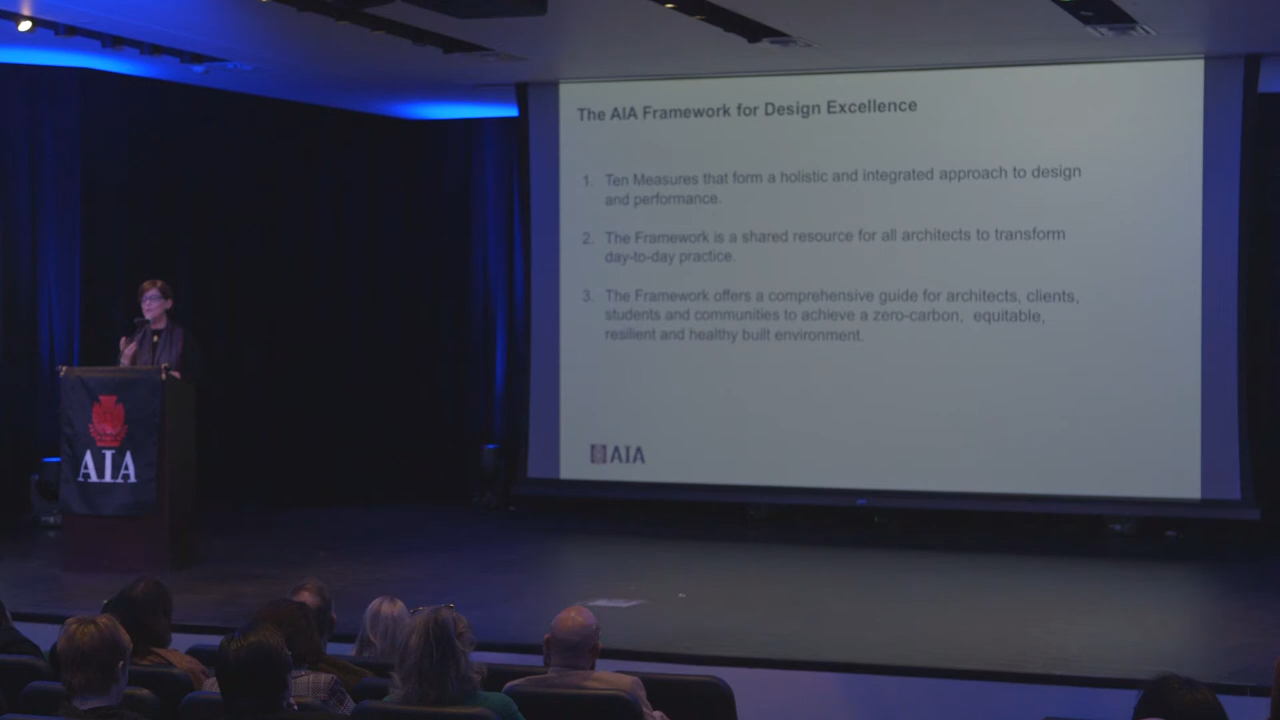 The AIA Framework for Design Excellence
1. Ten Measures that form a holistic and integrated approach to design
and performance.
2. The Framework is a shared resource for all architects to transform
day-to-day practice.
3. The Framework offers a comprehensive guide for architects, clients,
students and communities to achieve a zero-carbon, equitable,
resilient and healthy built environment.
AIA
AIA